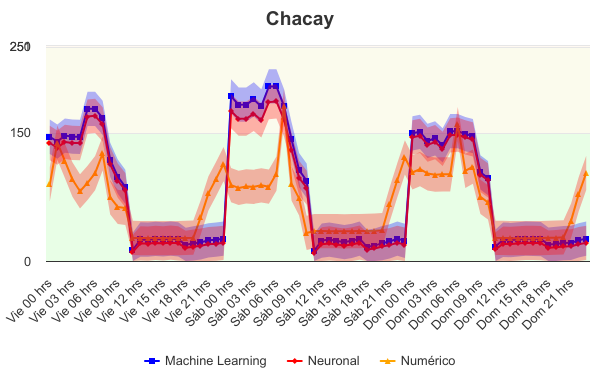 Chacay
250
150
0
Vie 00 hrs
Vie 03 hrs
Vie 06 hrs
Vie 09 hrs
Vie 12 hrs
Vie 15 hrs
Vie 18 hrs
Vie 21 hrs
Sáb 00 hrs
Sáb 03 hrs
Sáb 06 hrs
Sáb 09 hrs
Sáb 12 hrs
Sáb 15 hrs
Sáb 18 hrs
Sáb 21 hrs
Dom 00 hrs
Dom 03 hrs
Dom 06 hrs
Dom 09 hrs
Dom 12 hrs
Dom 15 hrs
Dom 18 hrs
Dom 21 hrs
Machine Learning Neuronal Numérico